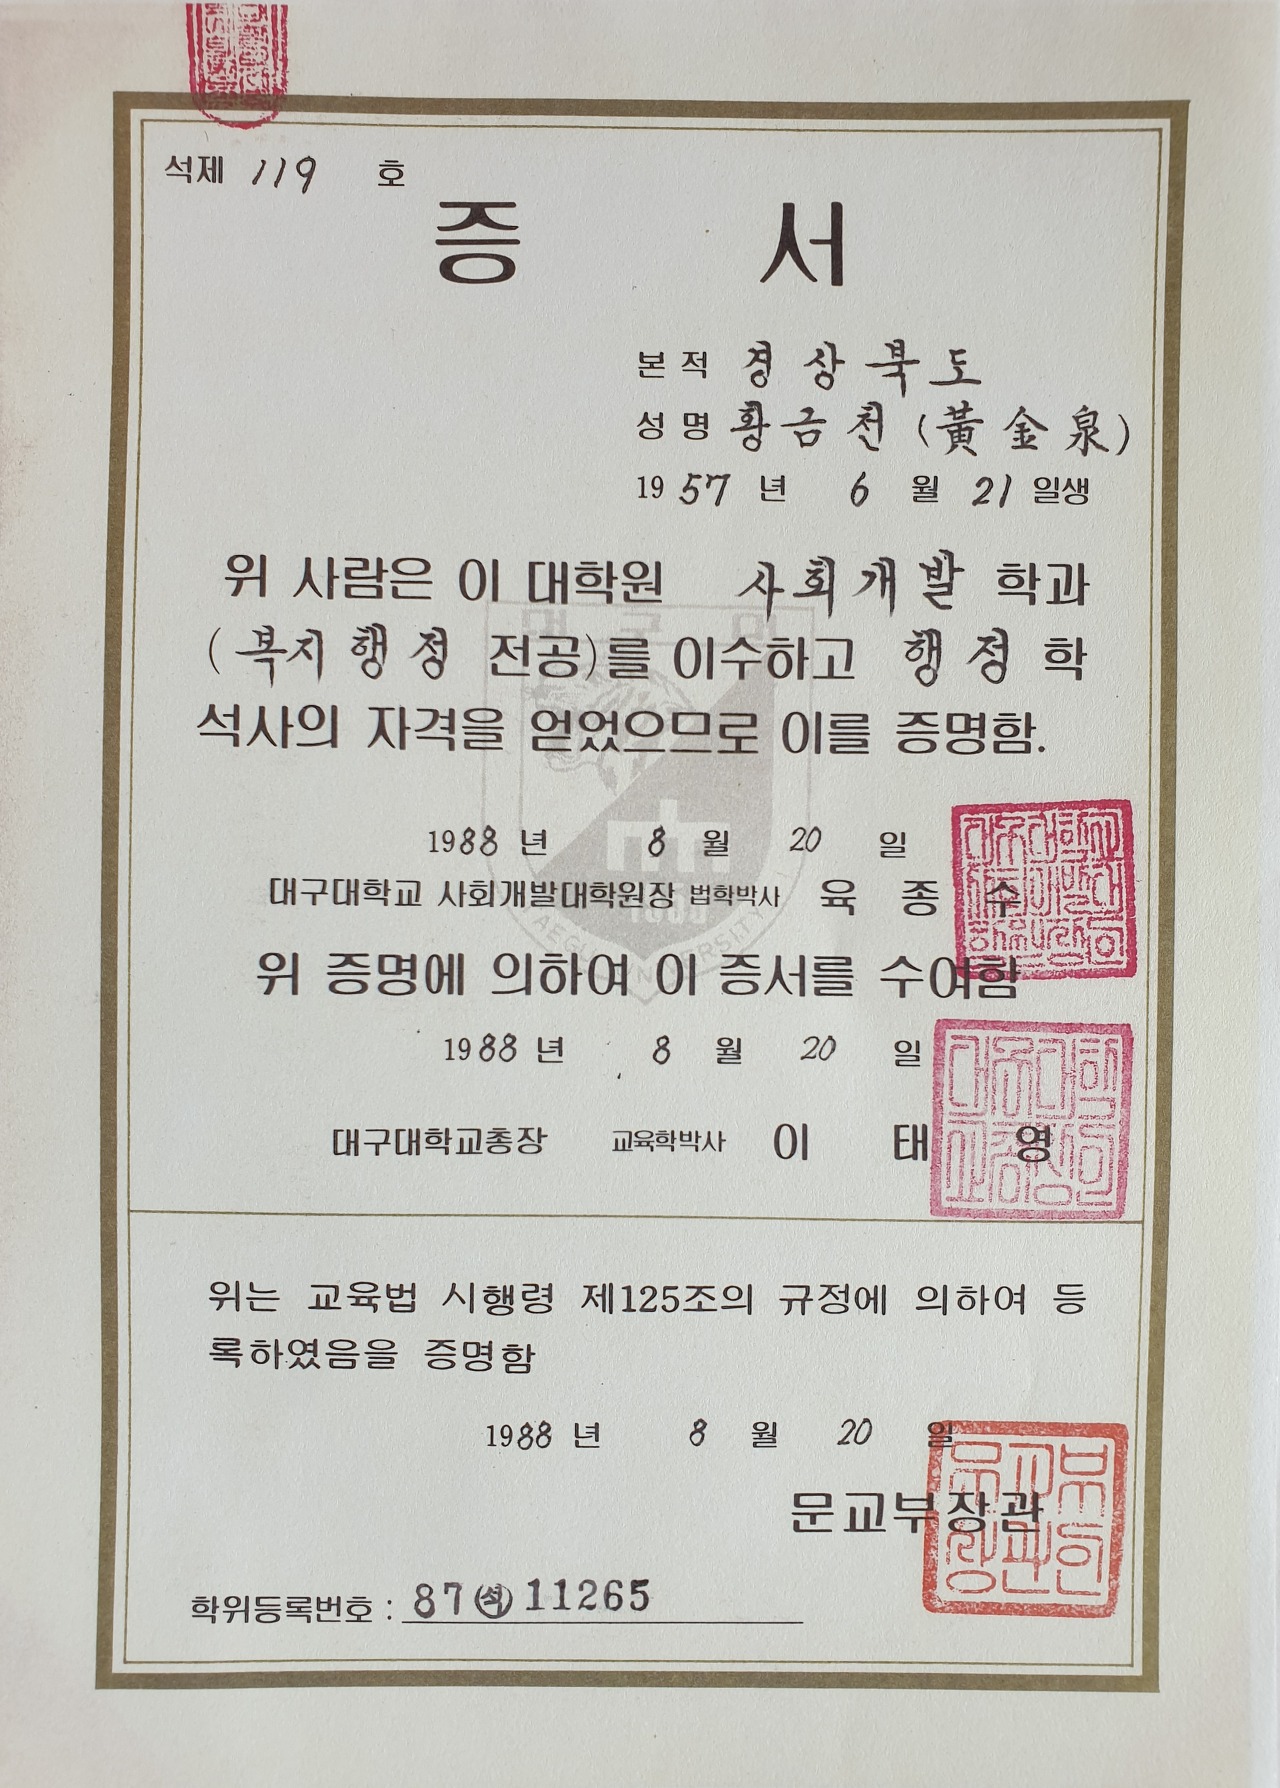 석제 119 호
증 서
본 적 경 상 북 도
성 명 황 금 천 (黃 金 泉)
19 57 년 6 월 21 일생
위 사람은 이 대학원 사회개발 학과
(복지행정 전공)를 이수하고 행정 학
석사의 자격을 얻었으므로 이를 증명함.
1988 년 8 월 20 일
대구대학교 사회개발대학원장 법학박사 육 종 수
위 증명에 의하여 이 증서를 수여함
1988 년 8 월 20 일
대구대학교총장 교육학박사 이 태 영
위는 교육법 시행령 제125조의 규정에 의하여 등
록하였음을 증명함
1988 년 8 월 20 일
문교부장관
학위등록번호 : 87 석 11265